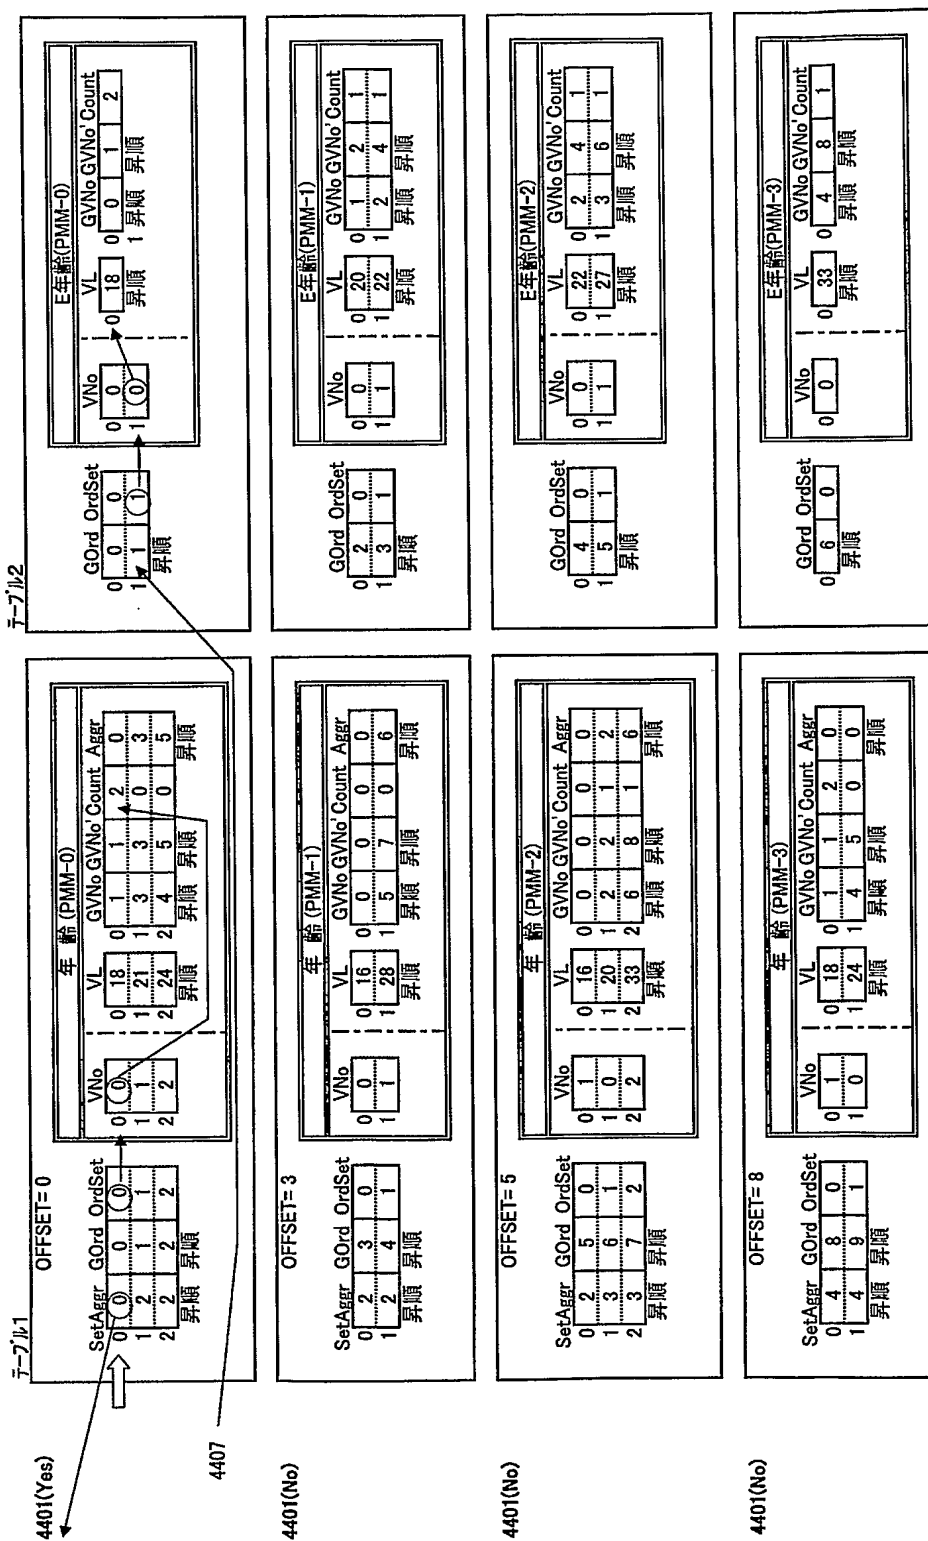 テーブル1
4401(Yes)
4407
OFFSET= 0
SetAggr GOrd OrdSet
0 0 0 0
1 2 1 1
2 2 2 2
昇順 昇順
年 齢 (PMM-0)
VNo
0 0
1 1
2 2
VL
0 18
1 21
2 24
昇順
GVNo GVNo' Count Aggr
0 1 1 2 0
1 3 3 0 3
2 4 5 0 5
昇順 昇順 昇順
4401(No)
OFFSET= 3
SetAggr GOrd OrdSet
0 2 3 0
1 2 4 1
昇順 昇順
年 齢 (PMM-1)
VNo
0 0
1 1
VL
0 16
1 28
昇順
GVNo GVNo' Count Aggr
0 0 0 0 0
1 5 7 0 6
昇順 昇順 昇順
4401(No)
OFFSET= 5
SetAggr GOrd OrdSet
0 2 5 0
1 3 6 1
2 3 7 2
昇順 昇順
年 齢 (PMM-2)
VNo
0 1
1 0
2 2
VL
0 16
1 20
2 33
昇順
GVNo GVNo' Count Aggr
0 0 0 0 0
1 2 2 1 2
2 6 8 1 6
昇順 昇順 昇順
4401(No)
OFFSET= 8
SetAggr GOrd OrdSet
0 4 8 0
1 4 9 1
昇順 昇順
年 齢 (PMM-3)
VNo
0 1
1 0
VL
0 18
1 24
昇順
GVNo GVNo' Count Aggr
0 1 1 2 0
1 4 5 0 0
昇順 昇順 昇順
テーブル2
GOrd OrdSet
0 0 0
1 1 1
昇順
E年齢(PMM-0)
VNo
0 0
1 0
VL
0 18
昇順
GVNo GVNo' Count
0 0 1 2
1 昇順 昇順
GOrd OrdSet
0 2 0
1 3 1
昇順
E年齢(PMM-1)
VNo
0 0
1 1
VL
0 20
1 22
昇順
GVNo GVNo' Count
0 1 2 1
1 2 4 1
昇順 昇順
GOrd OrdSet
0 4 0
1 5 1
昇順
E年齢(PMM-2)
VNo
0 0
1 1
VL
0 22
1 27
昇順
GVNo GVNo' Count
0 2 4 1
1 3 6 1
昇順 昇順
GOrd OrdSet
0 6 0
昇順
E年齢(PMM-3)
VNo
0 0
VL
0 33
昇順
GVNo GVNo' Count
0 4 8 1
昇順 昇順